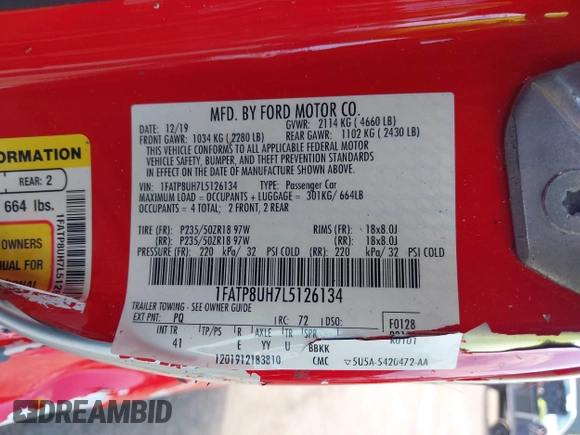 MFD. BY FORD MOTOR CO.
DATE: 12/19 GVWR: 2114 KG ( 4660 LB)
FRONT GAWR: 1034 KG ( 2280 LB) REAR GAWR: 1102 KG ( 2430 LB)
THIS VEHICLE CONFORMS TO ALL APPLICABLE FEDERAL MOTOR
VEHICLE SAFETY, BUMPER, AND THEFT PREVENTION STANDARDS
IN EFFECT ON THE DATE OF MANUFACTURE SHOWN ABOVE.
VIN: 1FATP8UH7L5126134 TYPE: Passenger Car
MAXIMUM LOAD = OCCUPANTS + LUGGAGE = 301KG/ 664LB
OCCUPANTS = 4 TOTAL; 2 FRONT, 2 REAR
TIRE (FR): P235/50ZR18 97W RIMS (FR): 18x8.0J
(RR): P235/50ZR18 97W (RR): 18x8.0J
PRESSURE (FR): 220 kPa/ 32 PSI COLD (RR): 220 kPa/ 32 PSI COLD
1FATP8UH7L5126134
TRAILER TOWING - SEE OWNER GUIDE
EXT PNT: PQ RC: 72 DSO: F0128
INT TR TP/PS R AXLE TR SPR R0101
41 E YY U BBKK
1201912183810 CMC 5U5A-5420472-AA
ORMATION
REAR: 2
664 lbs.
OWNERS
1FATP8UH7L512
DREAMBID